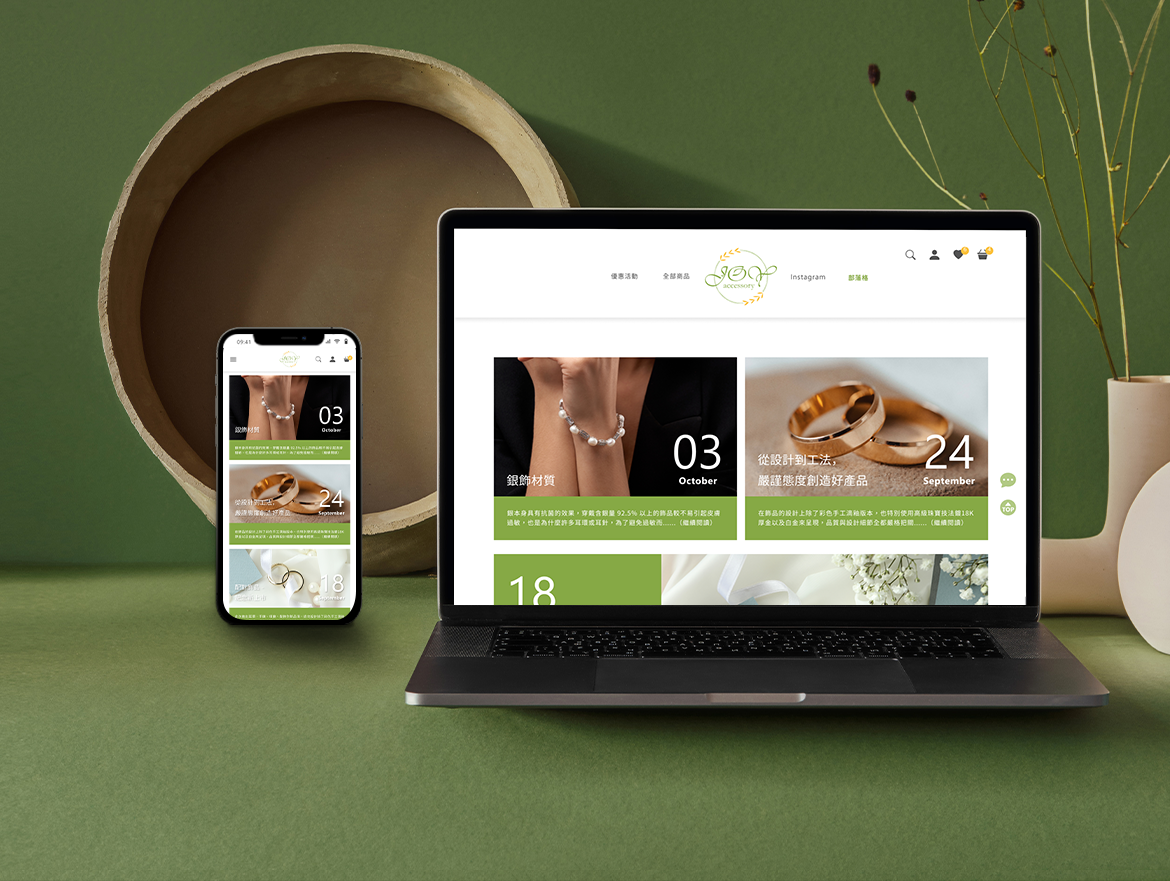 優惠活動
全部商品
JOY
accessory
Instagram
部落格
銀飾材質
03
October
銀本身具有抗菌的效果，穿戴含銀量 92.5% 以上的飾品較不易引起皮膚
過敏，也是為什麼許多耳環或耳針，為了避免過敏而......（繼續閱讀）
從設計到工法，
嚴謹態度創造好產品
24
September
在飾品的設計上除了彩色手工滴釉版本，也特別使用高級珠寶技法鍍18K
厚金以及白金來呈現，品質與設計細節全都嚴格把關......（繼續閱讀）
18
TOP
09:41
JOY
銀飾材質
03
October
從設計到工法，
嚴謹態度創造好產品
24
September
18